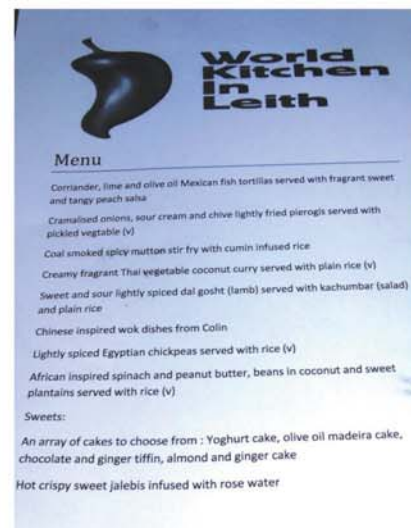 World
Kitchen
In
Leith
Menu
Corriander, lime and olive oil Mexican fish tortillas served with fragrant sweet
and tangy peach salsa
Cramalised onions, sour cream and chive lightly fried pierogis served with
pickled vegtable (v)
Coal smoked spicy mutton stir fry with cumin infused rice
Creamy fragrant Thai vegetable coconut curry served with plain rice (v)
Sweet and sour lightly spiced dal gosht (lamb) served with kachumbar (salad)
and plain rice
Chinese inspired wok dishes from Colin
Lightly spiced Egyptian chickpeas served with rice (v)
African inspired spinach and peanut butter, beans in coconut and sweet
plantains served with rice (v)
Sweets:
An array of cakes to choose from : Yoghurt cake, olive oil madeira cake,
chocolate and ginger tiffin, almond and ginger cake
Hot crispy sweet jalebis infused with rose water